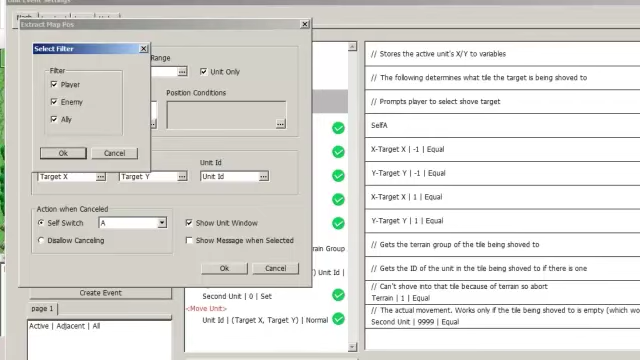 Extract Map Pos
Select Filter
Filter
Player
Enemy
Ally
Ok
Cancel
Range
Unit Only
Position Conditions
Unit Id
Target X
Target Y
Unit Id
Action when Canceled
Self Switch
A
Disallow Canceling
Show Unit Window
Show Message when Selected
Ok
Cancel
Create Event
page 1
Active | Adjacent | All
Second Unit | 0 | Set
<Move Unit>
Unit Id | (Target X, Target Y) | Normal
// Stores the active unit's X/Y to variables
// The following determines what tile the target is being shoved to
// Prompts player to select shove target
SelfA
X-Target X | -1 | Equal
Y-Target Y | -1 | Equal
X-Target X | 1 | Equal
Y-Target Y | 1 | Equal
// Gets the terrain group of the tile being shoved to
// Gets the ID of the unit in the tile being shoved to if there is one
// Can't shove into that tile because of terrain so abort
Terrain | 1 | Equal
// The actual movement. Works only if the tile being shoved to is empty (which wo
Second Unit | 9999 | Equal